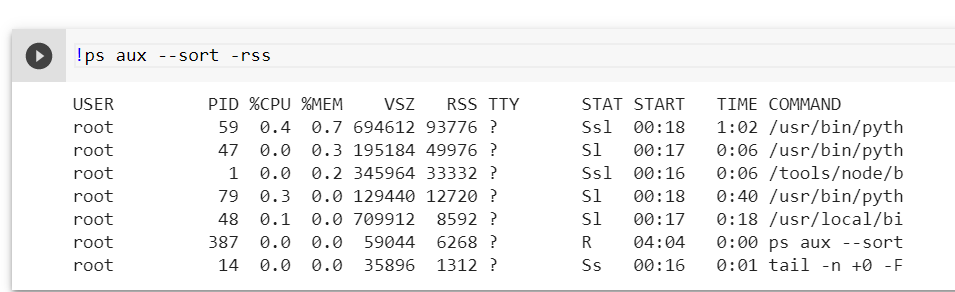 !ps aux --sort -rss
USER PID %CPU %MEM VSZ RSS TTY STAT START TIME COMMAND
root 59 0.4 0.7 694612 93776 ? Ssl 00:18 1:02 /usr/bin/pyth
root 47 0.0 0.3 195184 49976 ? Sl 00:17 0:06 /usr/bin/pyth
root 1 0.0 0.2 345964 33332 ? Ssl 00:16 0:06 /tools/node/b
root 79 0.3 0.0 129440 12720 ? Sl 00:18 0:40 /usr/bin/pyth
root 48 0.1 0.0 709912 8592 ? Sl 00:17 0:18 /usr/local/bi
root 387 0.0 0.0 59044 6268 ? R 04:04 0:00 ps aux --sort
root 14 0.0 0.0 35896 1312 ? Ss 00:16 0:01 tail -n +0 -F